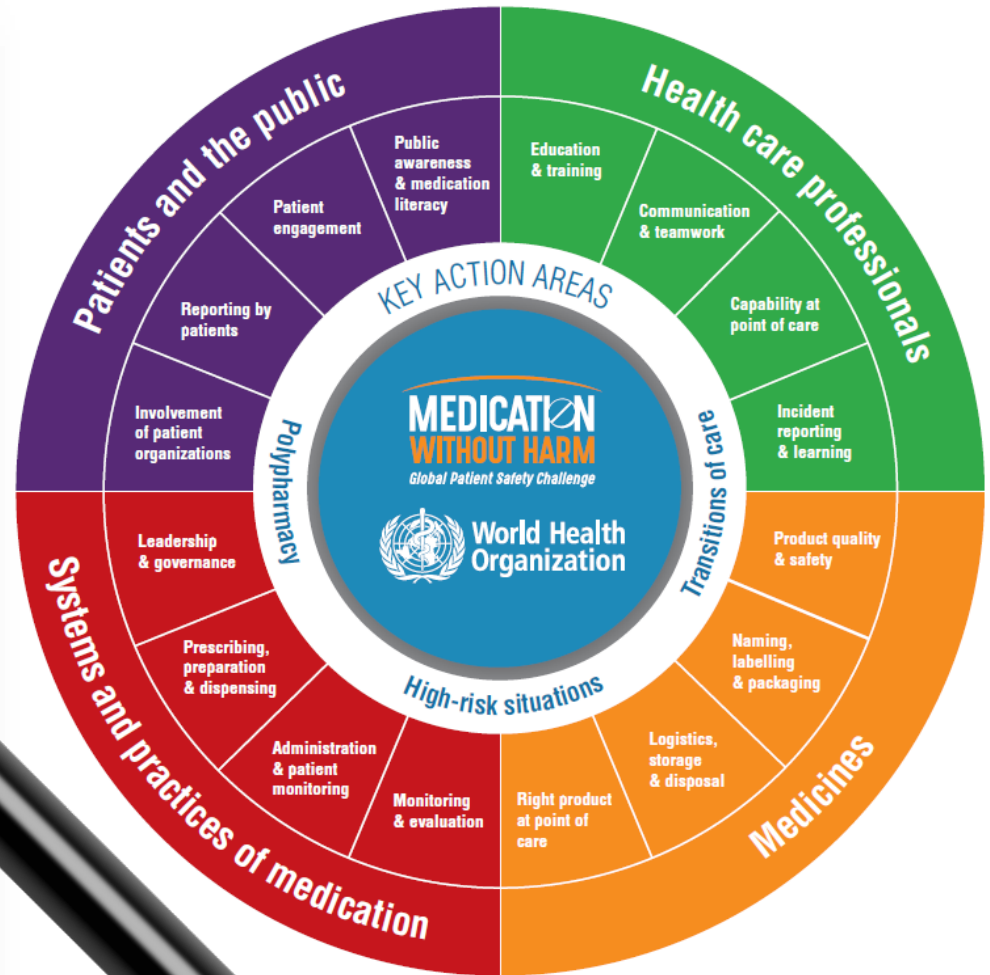 Patients and the public
Public
awareness
& medication
literacy
Patient
engagement
Reporting by
patients
Involvement
of patient
organizations
Health care professionals
Education
& training
Communication
& teamwork
Capability at
point of care
Incident
reporting
& learning
KEY ACTION AREAS
Polypharmacy
Transitions of care
High-risk situations
MEDICATION
WITHOUT HARM
Global Patient Safety Challenge
World Health
Organization
Systems and practices of medication
Leadership
& governance
Prescribing,
preparation
& dispensing
Administration
& patient
monitoring
Monitoring
& evaluation
Medicines
Product quality
& safety
Naming,
labelling
& packaging
Logistics,
storage
& disposal
Right product
at point of
care